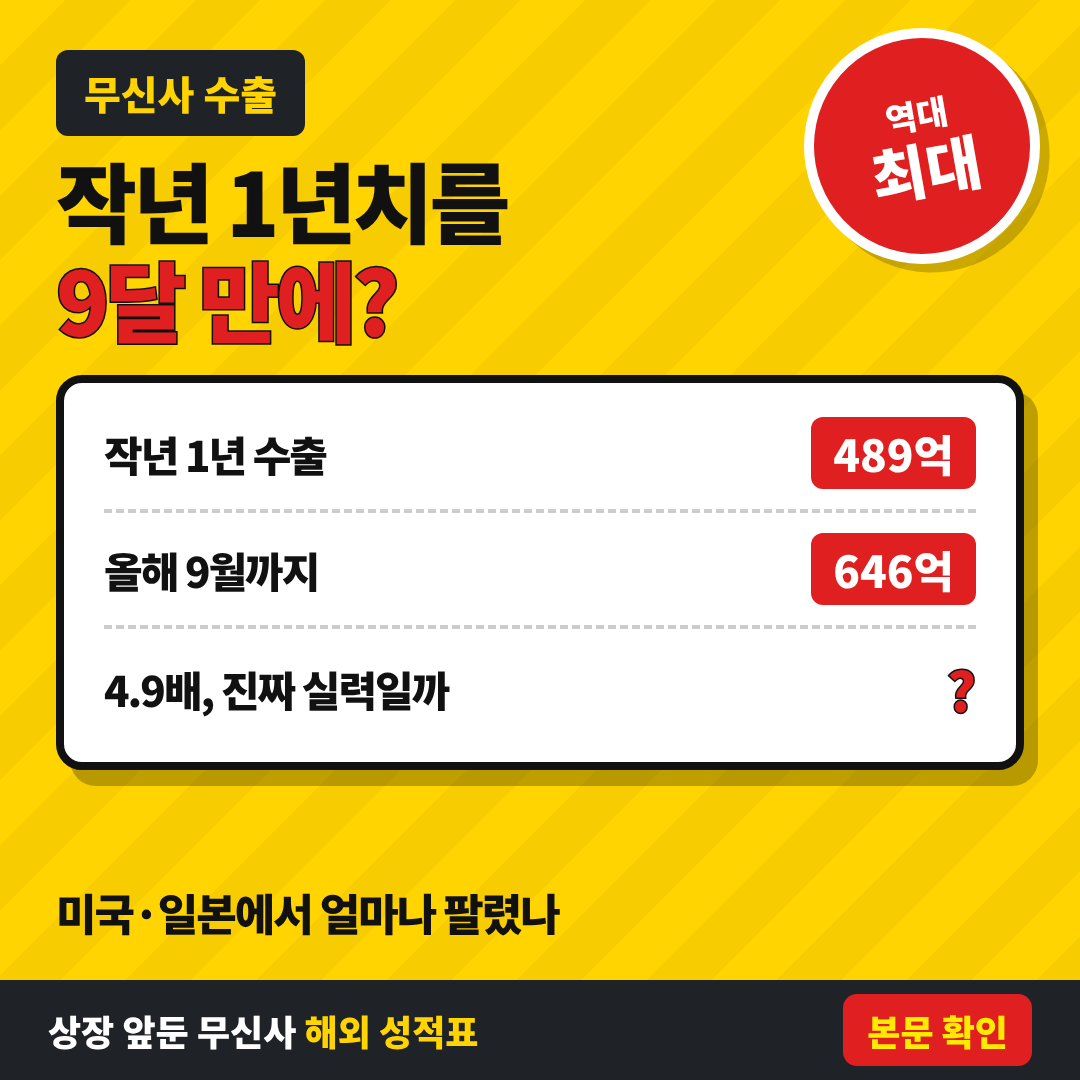 무신사 수출
역대
최대
작년 1년치를
9달 만에?
작년 1년 수출 489억
올해 9월까지 646억
4.9배, 진짜 실력일까 ?
미국·일본에서 얼마나 팔렸나
상장 앞둔 무신사 해외 성적표 본문 확인